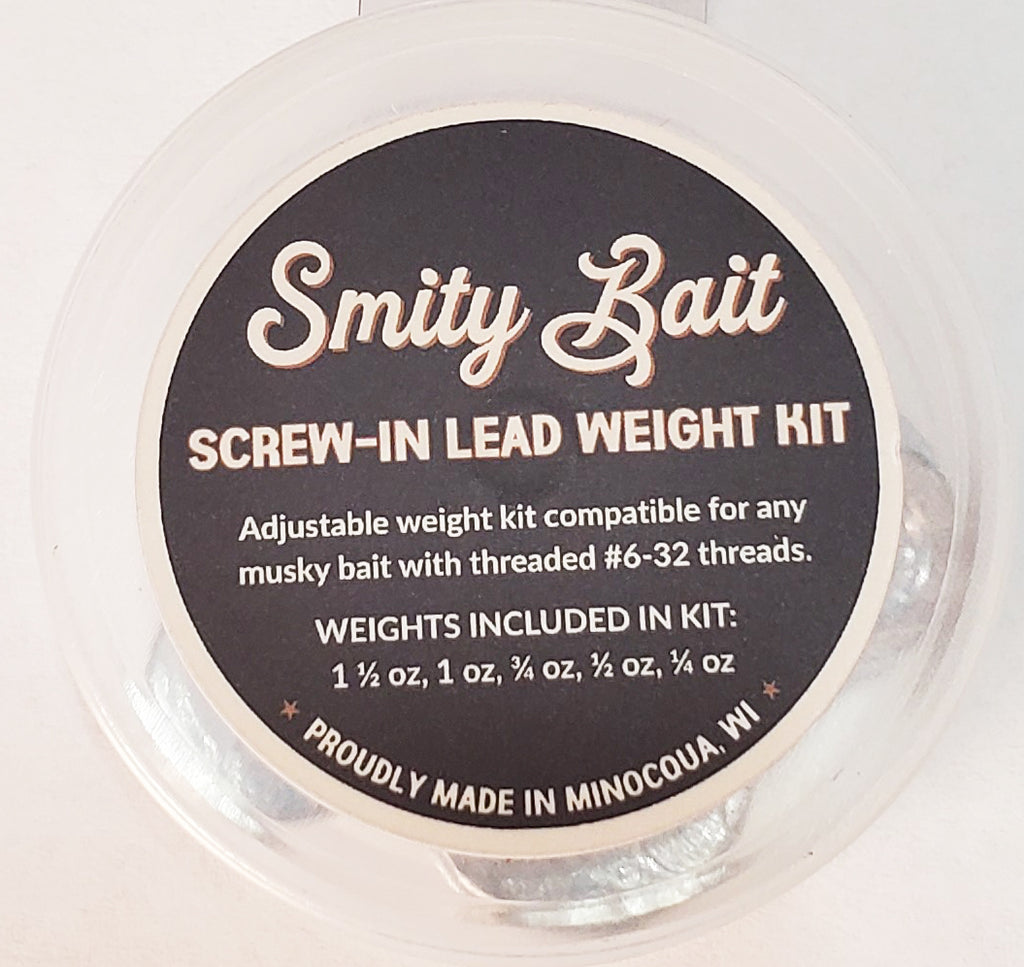 Smity Bait
SCREW-IN LEAD WEIGHT KIT
Adjustable weight kit compatible for any
musky bait with threaded #6-32 threads.
WEIGHTS INCLUDED IN KIT:
1 ½ oz, 1 oz, ¾ oz, ½ oz, ¼ oz
PROUDLY MADE IN MINOCQUA, WI